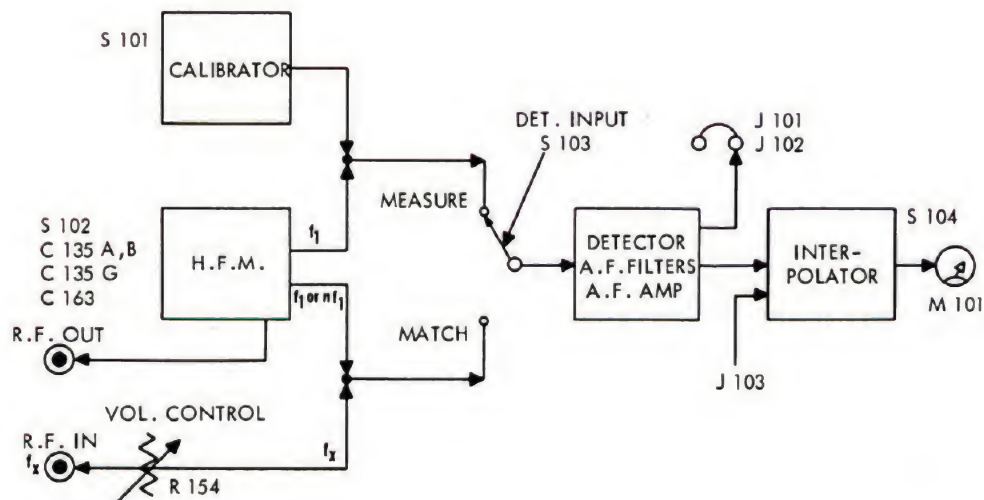 S 101
CALIBRATOR
DET. INPUT
S 103
J 101
J 102
MEASURE
S 102
C 135 A,B
C 135 G
C 163
H.F.M.
f1
f1 or nf1
DETECTOR
A.F.FILTERS
A.F. AMP
S 104
INTER-
POLATOR
M 101
R.F. OUT
MATCH
J 103
VOL. CONTROL
R.F. IN
fx
fx
R 154